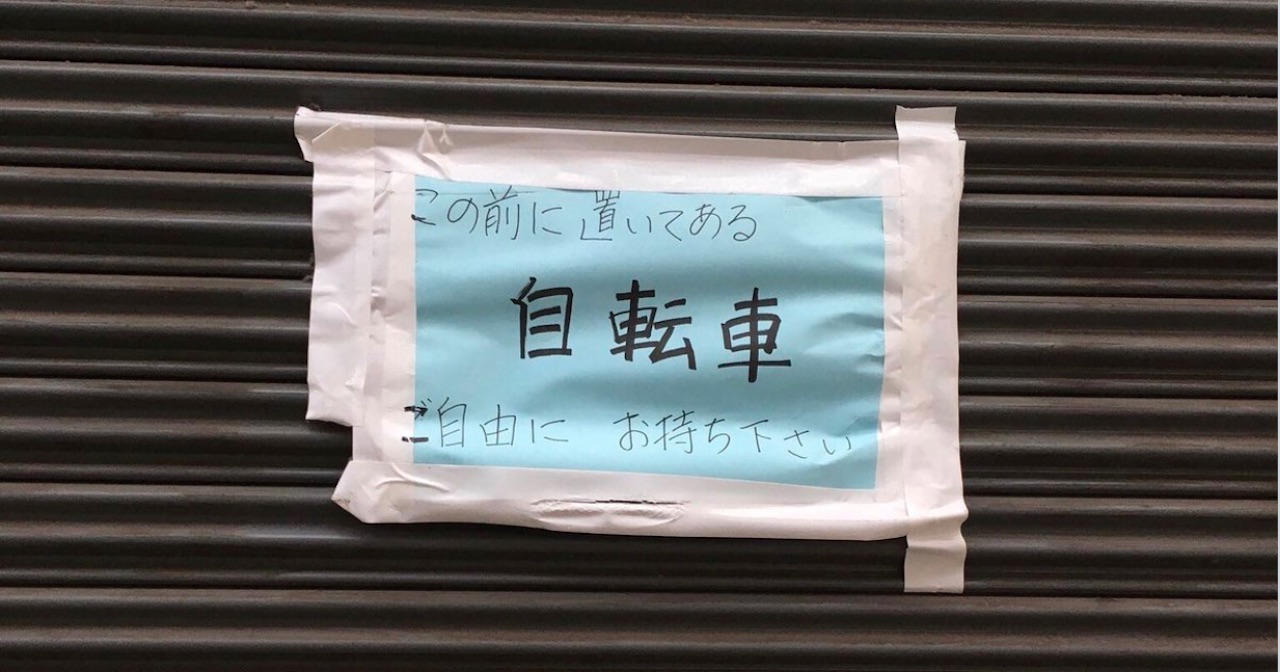 この前に置いてある
自転車
ご自由に お持ち下さい